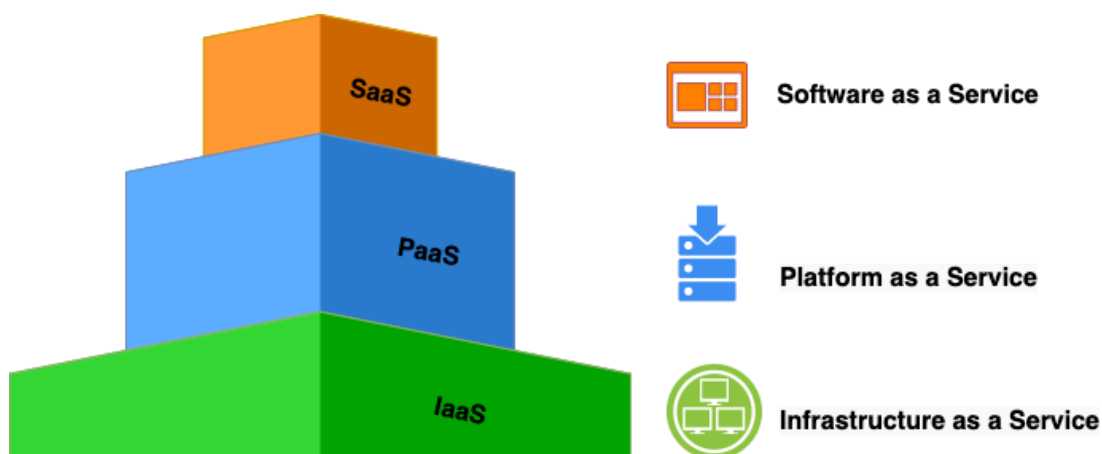 SaaS
Software as a Service
PaaS
Platform as a Service
IaaS
Infrastructure as a Service